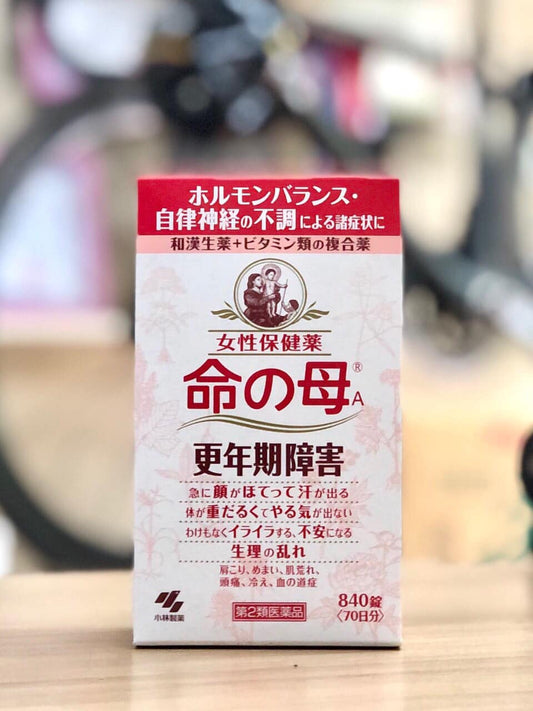 ホルモンバランス・
自律神経の不調による諸症状に
和漢生薬+ビタミン類の複合薬
女性保健薬
命の母®A
更年期障害
急に顔がほてって汗が出る
体が重だるくてやる気が出ない
わけもなくイライラする、不安になる
生理の乱れ
肩こり、めまい、肌荒れ、
頭痛、冷え、血の道症
小林製薬
第2類医薬品
840錠
〈70日分〉